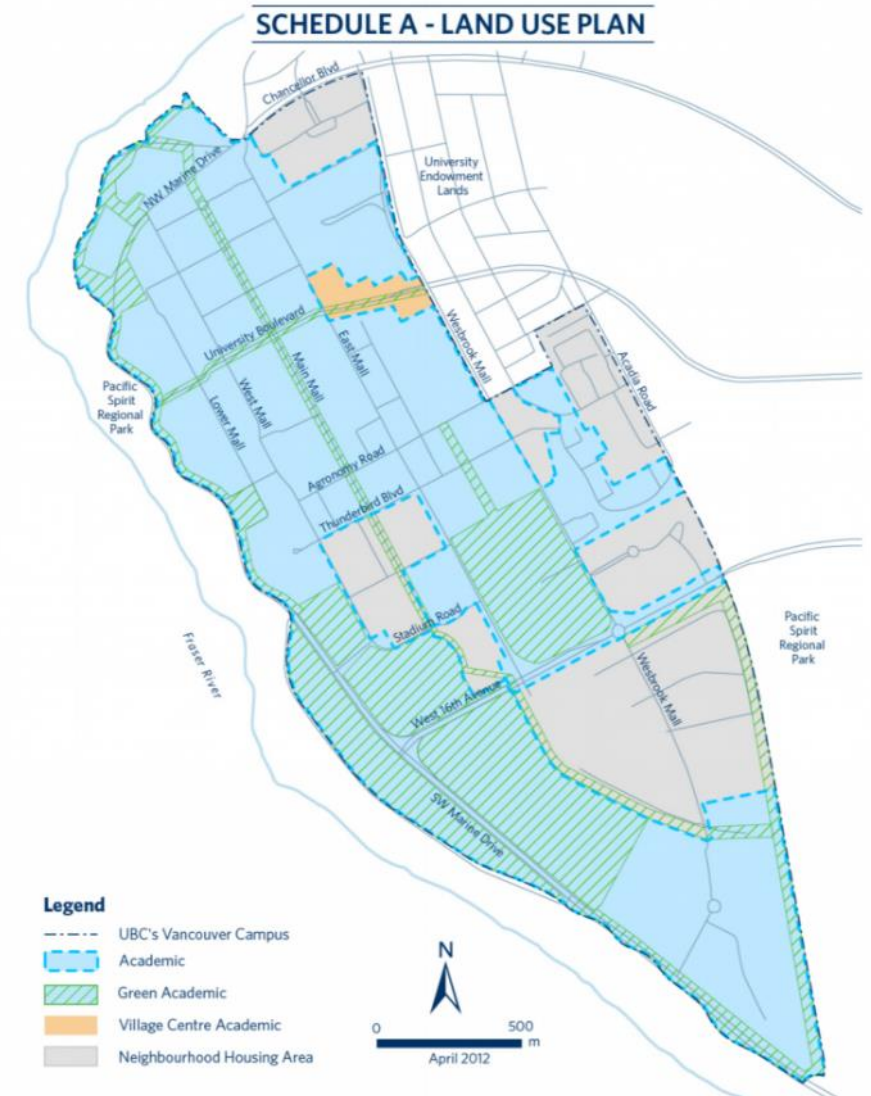 SCHEDULE A - LAND USE PLAN
Chancellor Blvd
NW Marine Drive
University
Endowment
Lands
University Boulevard
East Mall
Main Mall
West Mall
Lower Mall
Wesbrook Mall
Acadia Road
Pacific
Spirit
Regional
Park
Agronomy Road
Thunderbird Blvd
Stadium Road
Fraser River
West 16th Avenue
Wesbrook Mall
Pacific
Spirit
Regional
Park
SW Marine Drive
Legend
UBC's Vancouver Campus
Academic
Green Academic
Village Centre Academic
Neighbourhood Housing Area
N
0 500
m
April 2012